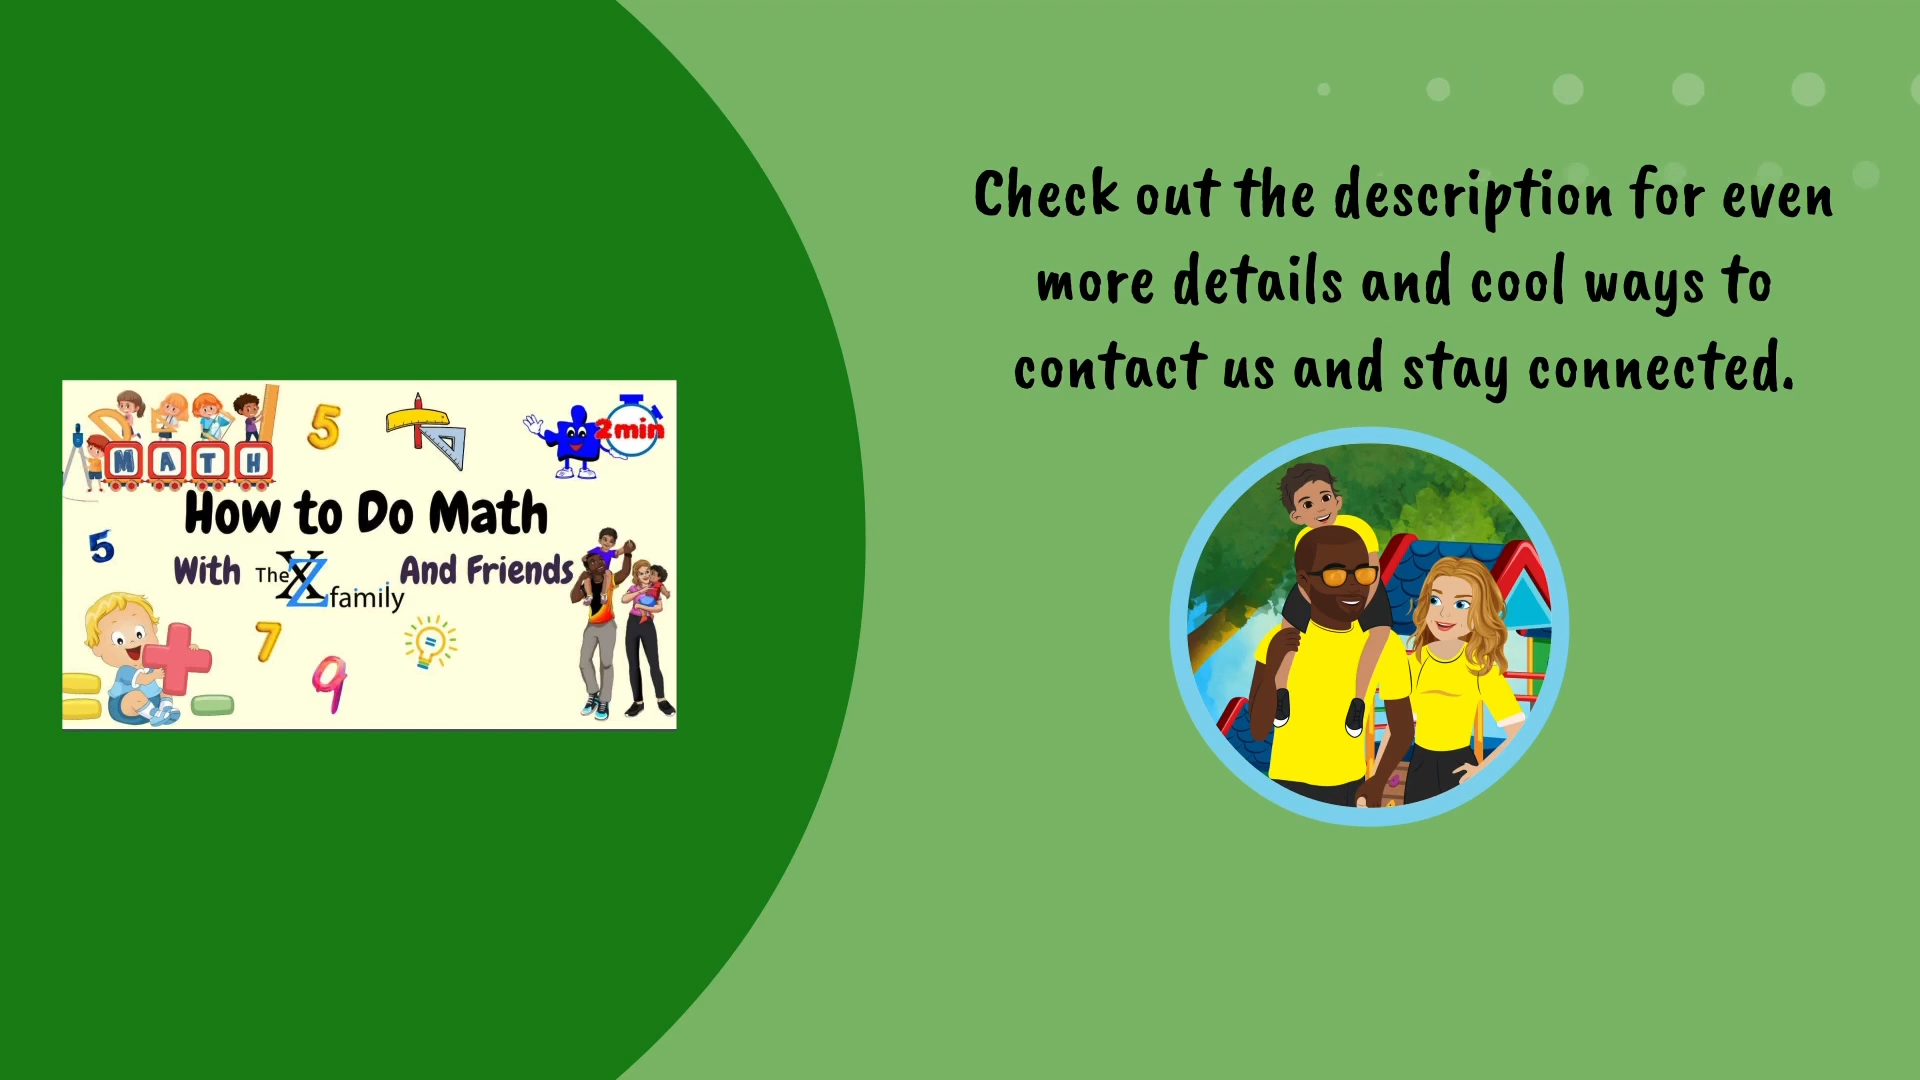 Check out the description for even
more details and cool ways to
contact us and stay connected.
MATH
5
2min
How to Do Math
5
With The XZ family And Friends
7
9
=